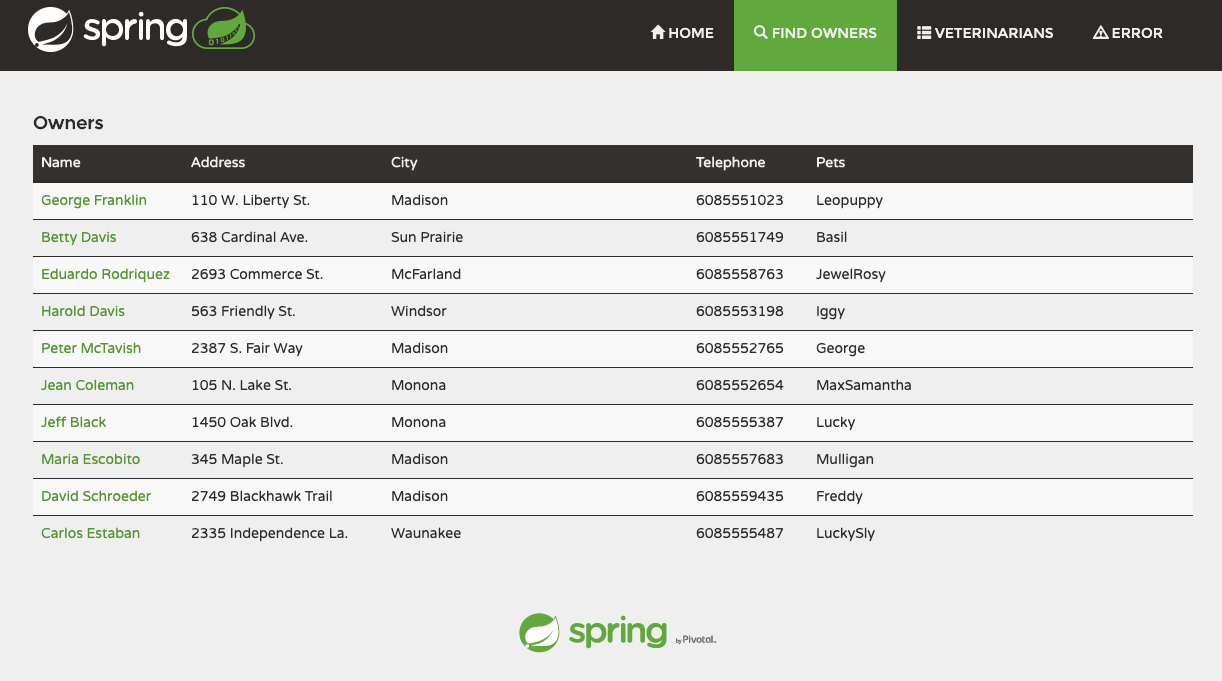 spring
HOME FIND OWNERS VETERINARIANS ERROR
Owners
Name Address City Telephone Pets
George Franklin 110 W. Liberty St. Madison 6085551023 Leopuppy
Betty Davis 638 Cardinal Ave. Sun Prairie 6085551749 Basil
Eduardo Rodriquez 2693 Commerce St. McFarland 6085558763 JewelRosy
Harold Davis 563 Friendly St. Windsor 6085553198 Iggy
Peter McTavish 2387 S. Fair Way Madison 6085552765 George
Jean Coleman 105 N. Lake St. Monona 6085552654 MaxSamantha
Jeff Black 1450 Oak Blvd. Monona 6085555387 Lucky
Maria Escobito 345 Maple St. Madison 6085557683 Mulligan
David Schroeder 2749 Blackhawk Trail Madison 6085559435 Freddy
Carlos Estaban 2335 Independence La. Waunakee 6085555487 LuckySly
spring by Pivotal